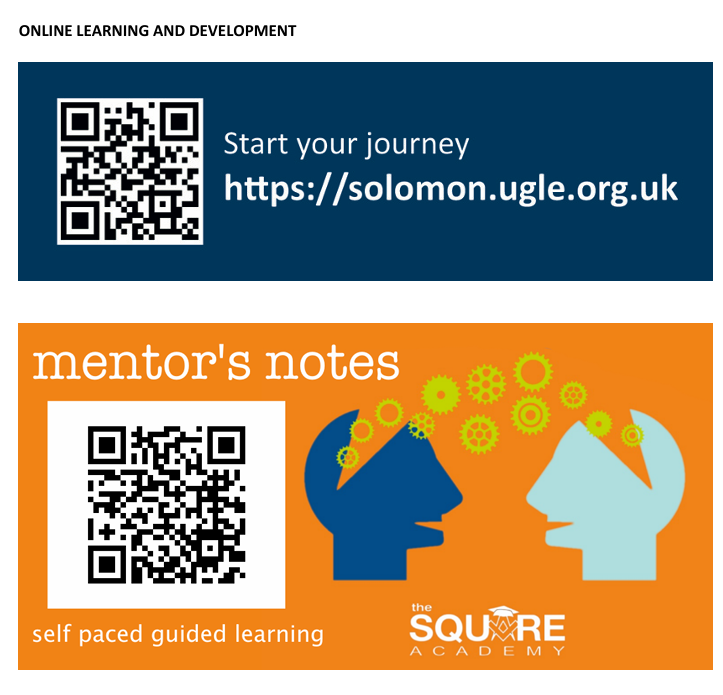 ONLINE LEARNING AND DEVELOPMENT
Start your journey
https://solomon.ugle.org.uk
mentor's notes
self paced guided learning
the
SQUARE
ACADEMY